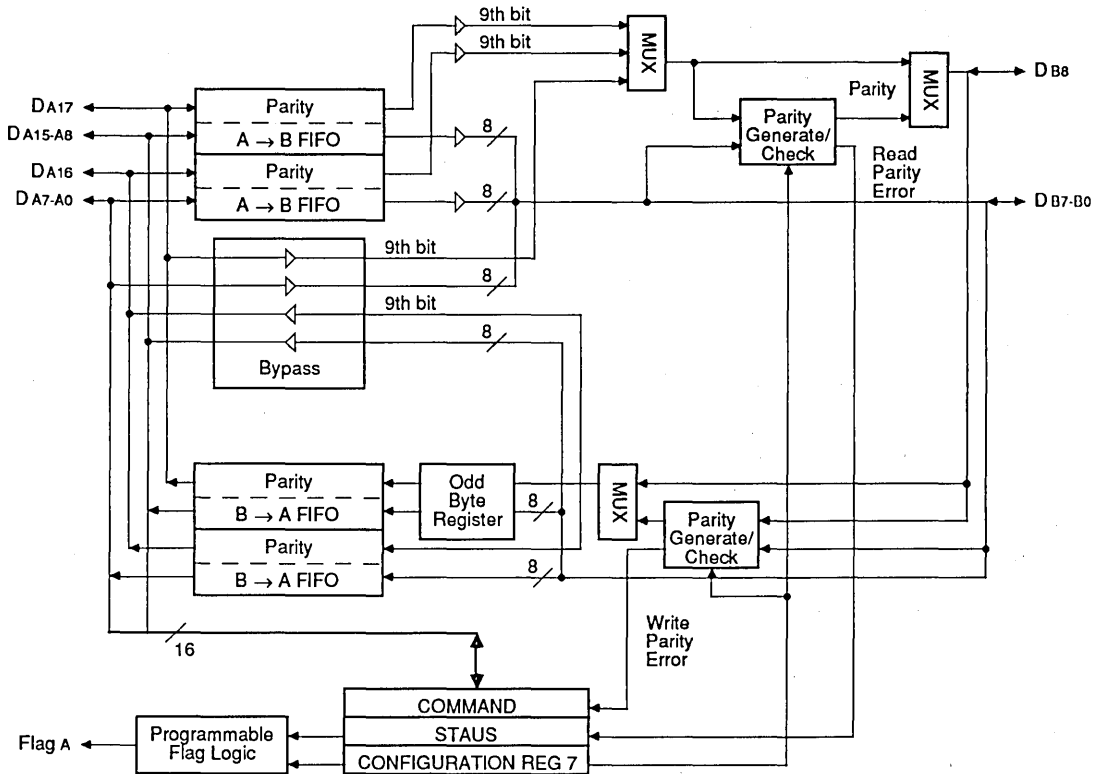 9th bit
9th bit
MUX
MUX
DB8
DA17
Parity
Parity
Parity Generate/ Check
DA15-A8
A → B FIFO
8
DA16
Parity
Read Parity Error
DA7-A0
A → B FIFO
8
DB7-B0
9th bit
8
9th bit
8
Bypass
Parity
Odd Byte Register
MUX
B → A FIFO
8
Parity Generate/ Check
Parity
B → A FIFO
8
16
Write Parity Error
COMMAND
Flag A
Programmable Flag Logic
STAUS
CONFIGURATION REG 7